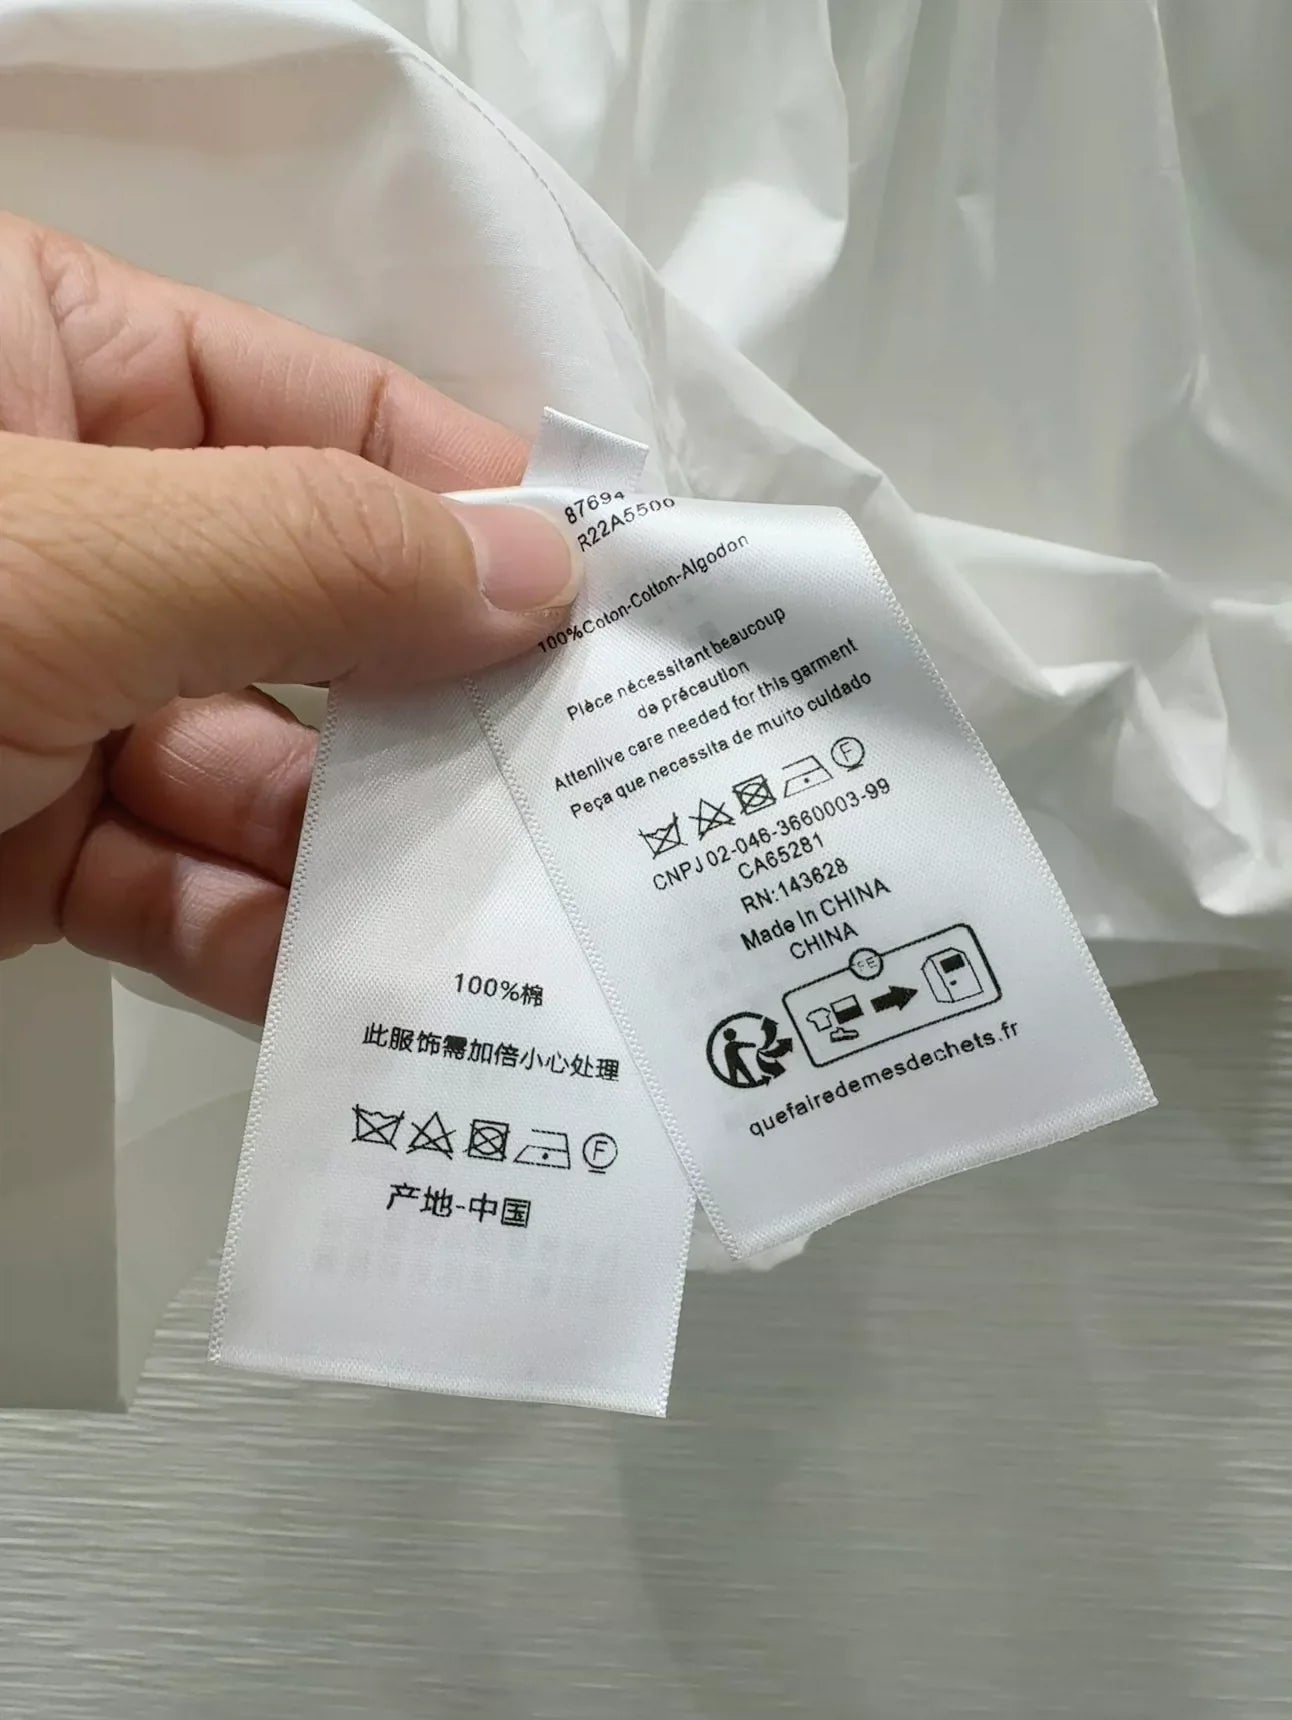 87694
R22A5506
100%Coton-Cotton-Algodon
Pièce nécessitant beaucoup
de précaution
Attentive care needed for this garment
Peça que necessita de muito cuidado
F
CNPJ 02-046-3660003-99
CA65281
RN:143628
Made In CHINA
CHINA
quefairedemesdechets.fr
100%棉
此服饰需加倍小心处理
F
产地-中国